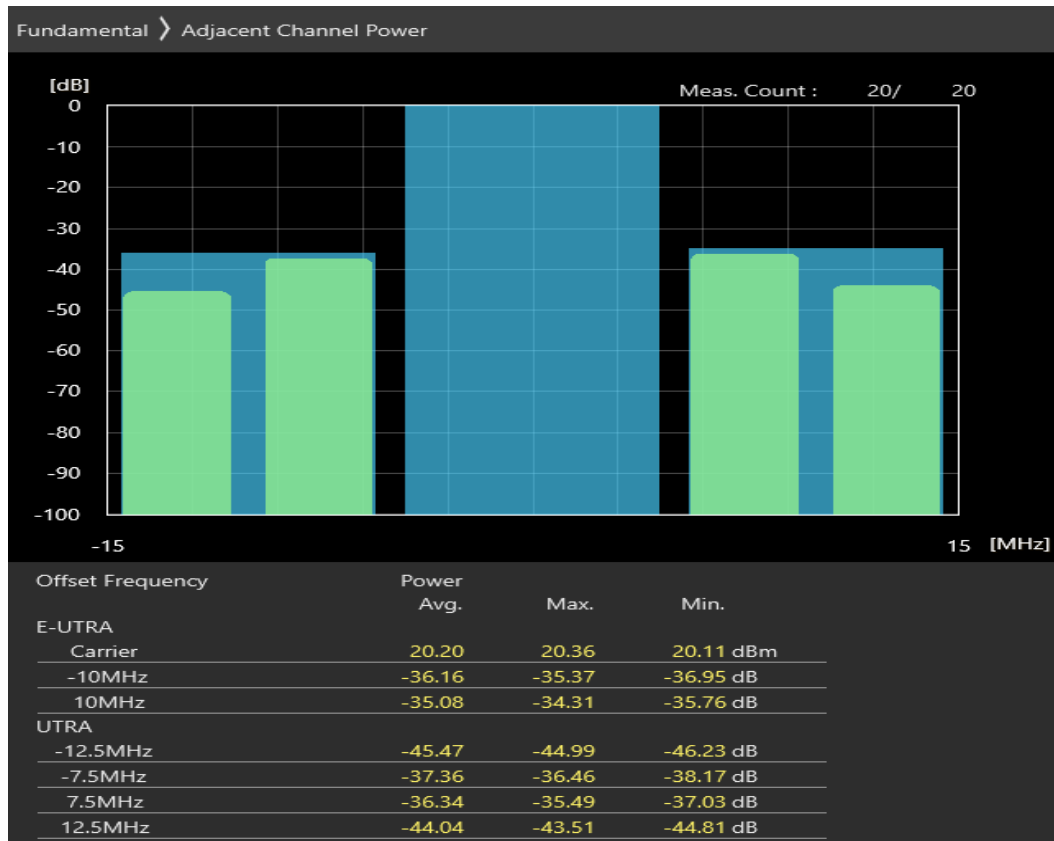 Fundamental 〉 Adjacent Channel Power
[dB]
Meas. Count : 20/ 20
0
-10
-20
-30
-40
-50
-60
-70
-80
-90
-100
-15 15 [MHz]
Offset Frequency Power
Avg. Max. Min.
E-UTRA
Carrier 20.20 20.36 20.11 dBm
-10MHz -36.16 -35.37 -36.95 dB
10MHz -35.08 -34.31 -35.76 dB
UTRA
-12.5MHz -45.47 -44.99 -46.23 dB
-7.5MHz -37.36 -36.46 -38.17 dB
7.5MHz -36.34 -35.49 -37.03 dB
12.5MHz -44.04 -43.51 -44.81 dB